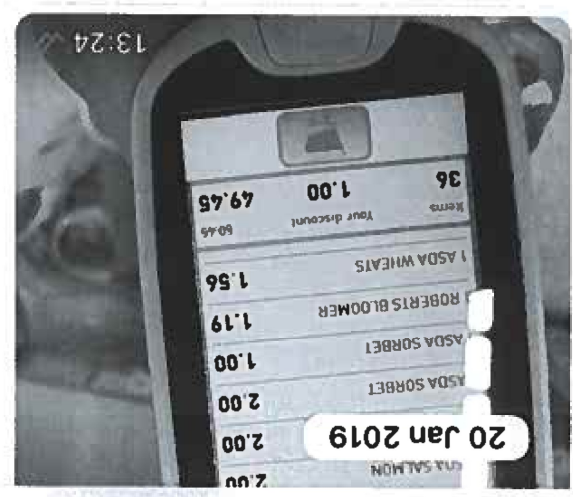 SALMON 2.00
20 Jan 2019 2.00
ASDA SORBET 2.00
ASDA SORBET 1.00
ROBERTS BLOOMER 1.19
1 ASDA WHEATS 1.56
Items Your discount 50.45
36 1.00 49.45
13:24